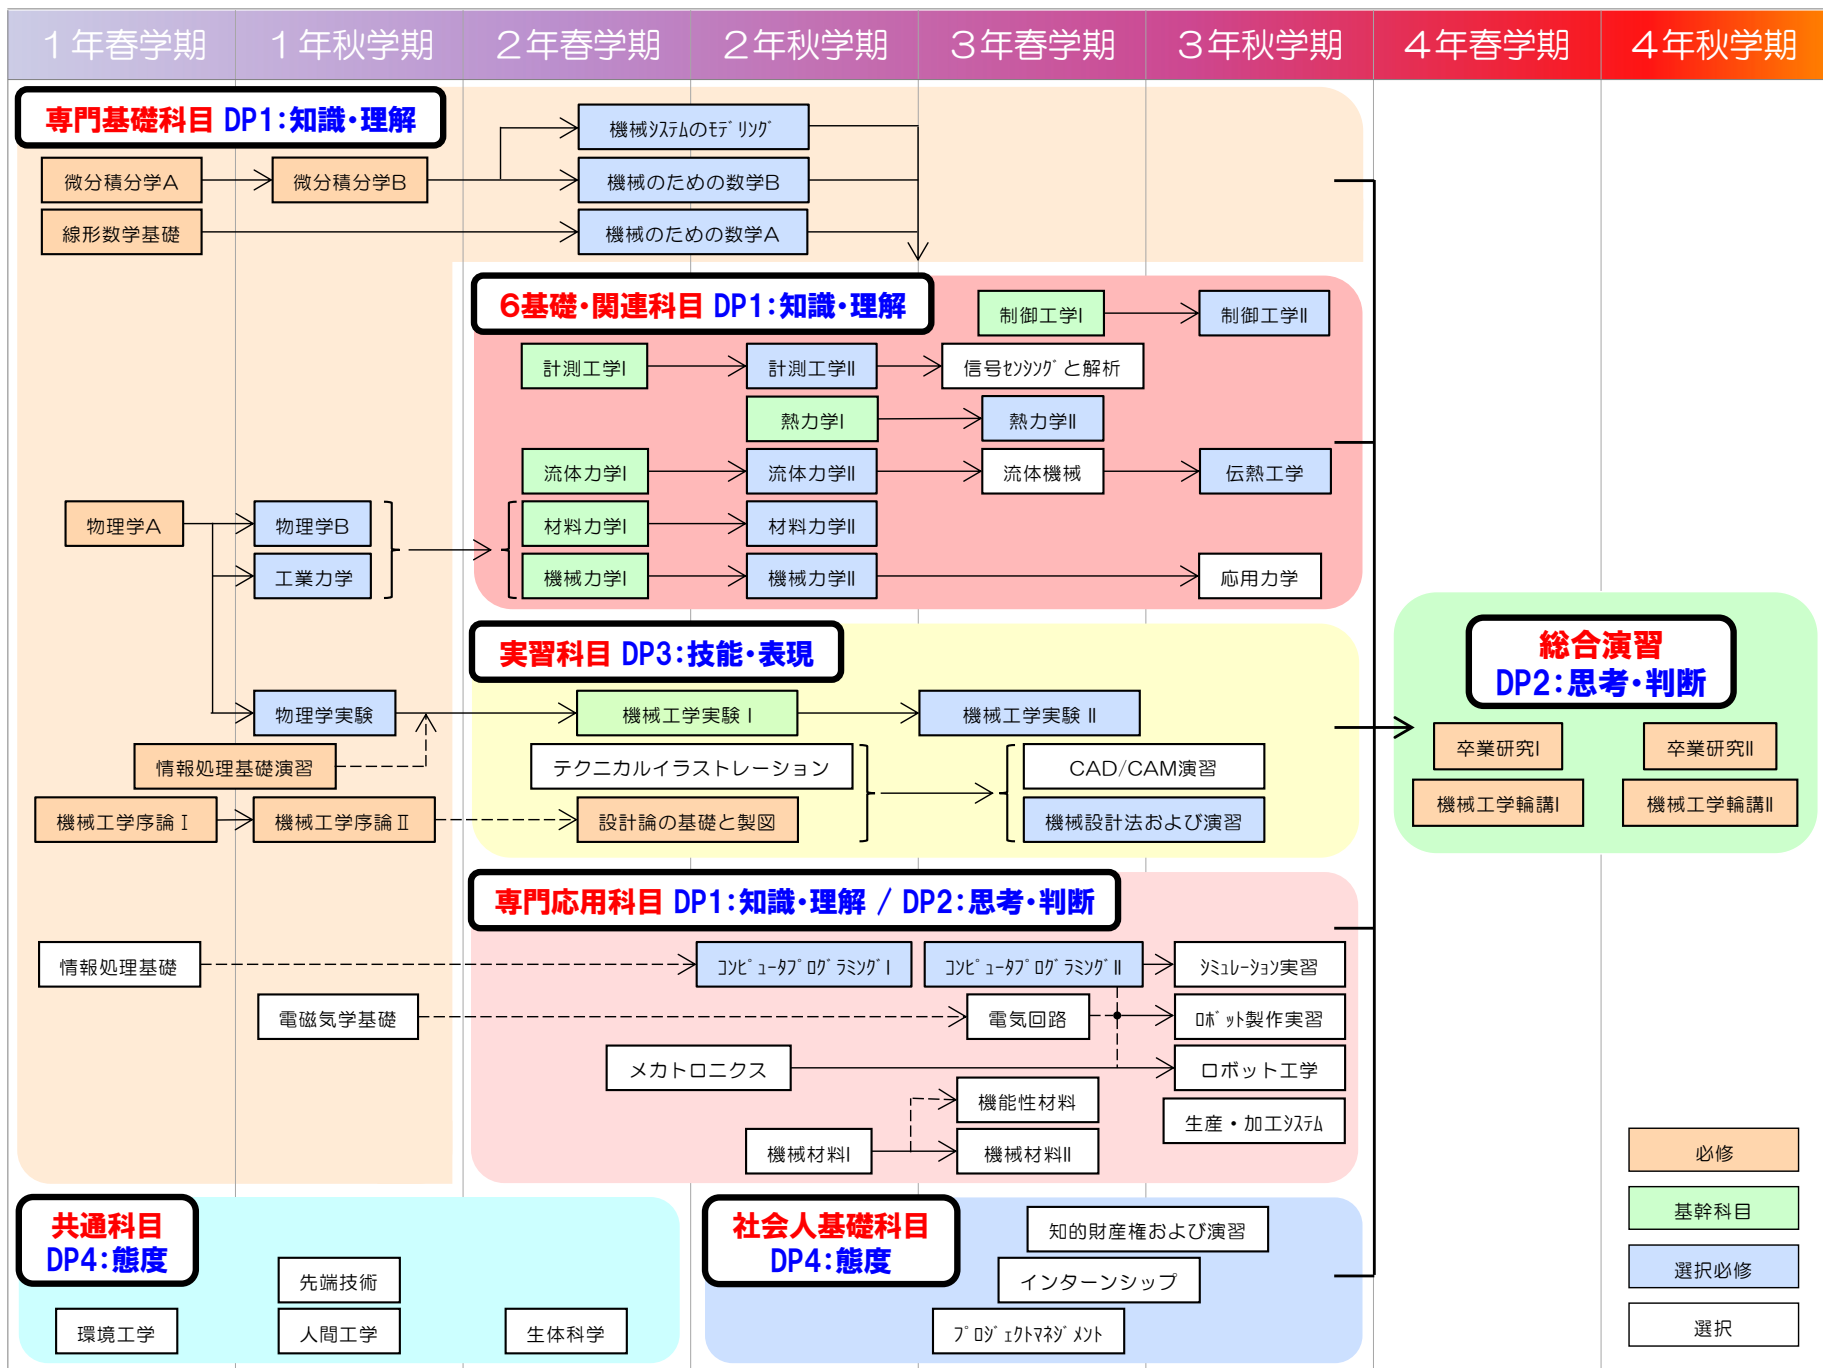 1年春学期
1年秋学期
2年春学期
2年秋学期
3年春学期
3年秋学期
4年春学期
4年秋学期
専門基礎科目 DP1:知識・理解
機械ｼｽﾃﾑのﾓﾃﾞﾘﾝｸﾞ
微分積分学A
微分積分学B
機械のための数学B
線形数学基礎
機械のための数学A
6基礎・関連科目 DP1:知識・理解
制御工学Ⅰ
制御工学Ⅱ
計測工学Ⅰ
計測工学Ⅱ
信号ｾﾝｼﾝｸﾞと解析
熱力学Ⅰ
熱力学Ⅱ
流体力学Ⅰ
流体力学Ⅱ
流体機械
伝熱工学
物理学A
物理学B
材料力学Ⅰ
材料力学Ⅱ
工業力学
機械力学Ⅰ
機械力学Ⅱ
応用力学
実習科目 DP3:技能・表現
総合演習
DP2:思考・判断
物理学実験
機械工学実験Ⅰ
機械工学実験Ⅱ
卒業研究Ⅰ
卒業研究Ⅱ
情報処理基礎演習
テクニカルイラストレーション
CAD/CAM演習
機械工学輪講Ⅰ
機械工学輪講Ⅱ
機械工学序論Ⅰ
機械工学序論Ⅱ
設計論の基礎と製図
機械設計法および演習
専門応用科目 DP1:知識・理解 / DP2:思考・判断
情報処理基礎
ｺﾝﾋﾟｭｰﾀﾌﾟﾛｸﾞﾗﾐﾝｸﾞⅠ
ｺﾝﾋﾟｭｰﾀﾌﾟﾛｸﾞﾗﾐﾝｸﾞⅡ
ｼﾐｭﾚｰｼｮﾝ実習
電磁気学基礎
電気回路
ﾛﾎﾞｯﾄ製作実習
メカトロニクス
ロボット工学
機能性材料
生産・加工ｼｽﾃﾑ
機械材料Ⅰ
機械材料Ⅱ
必修
基幹科目
選択必修
選択
共通科目
DP4:態度
先端技術
環境工学
人間工学
生体科学
社会人基礎科目
DP4:態度
知的財産権および演習
インターンシップ
ﾌﾟﾛｼﾞｪｸﾄﾏﾈｼﾞﾒﾝﾄ